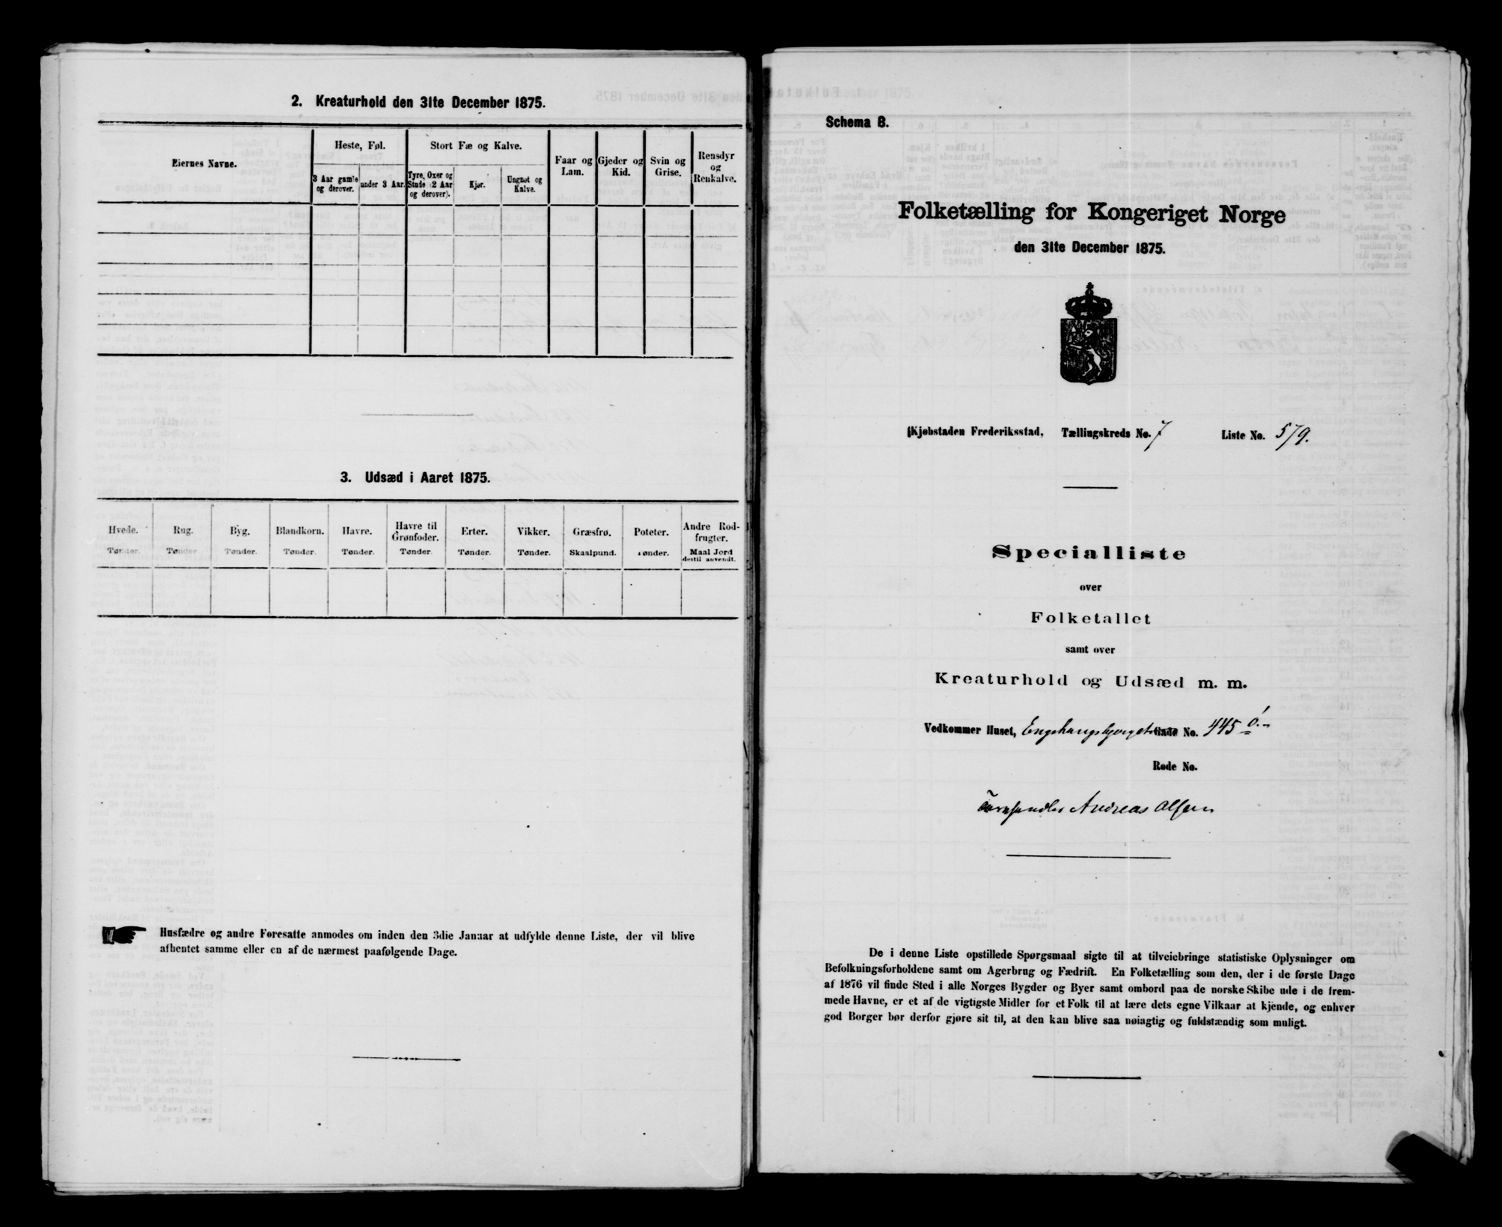 2. Kreaturhold den 31te December 1875.
Eiernes Navne.
Heste, Føl.
Stort Fæ og Kalve.
Faar og Lam.
Gjeder og Kid.
Svin og Grise.
Rensdyr og Renkalve.
3 Aar gamle og derover.
under 3 Aar.
Tyre, Oxer og Stude (2 Aar og derover).
Kjør.
Ungnøt og Kalve.
3. Udsæd i Aaret 1875.
Hvede. Rug. Byg. Blandkorn. Havre. Havre til Grønfoder. Erter. Vikker. Græsfrø. Poteter. Andre Rodfrugter.
Tønder. Tønder. Tønder. Tønder. Tønder. Tønder. Tønder. Tønder. Skaalpund. Tønder. Maal Jord dertil anvendt.
Husfædre og andre Foresatte anmodes om inden den 3die Januar at udfylde denne Liste, der vil blive
afhentet samme eller en af de nærmest paafølgende Dage.
Schema B.
Folketælling for Kongeriget Norge
den 31te December 1875.
Kjøbstaden Frederiksstad, Tællingskreds No. 7 Liste No. 579.
Specialliste
over
Folketallet
samt over
Kreaturhold og Udsæd m. m.
Vedkommer Huset, Gade No. 445
Rode No.
Andreas Olsen
De i denne Liste opstillede Spørgsmaal sigte til at tilveiebringe statistiske Oplysninger om
Befolkningsforholdene samt om Agerbrug og Fædrift. En Folketælling som den, der i de første Dage
af 1876 vil finde Sted i alle Norges Bygder og Byer samt ombord paa de norske Skibe ude i de frem-
mede Havne, er et af de vigtigste Midler for et Folk til at lære dets egne Vilkaar at kjende, og enhver
god Borger bør derfor gjøre sit til, at den kan blive saa nøiagtig og fuldstændig som muligt.